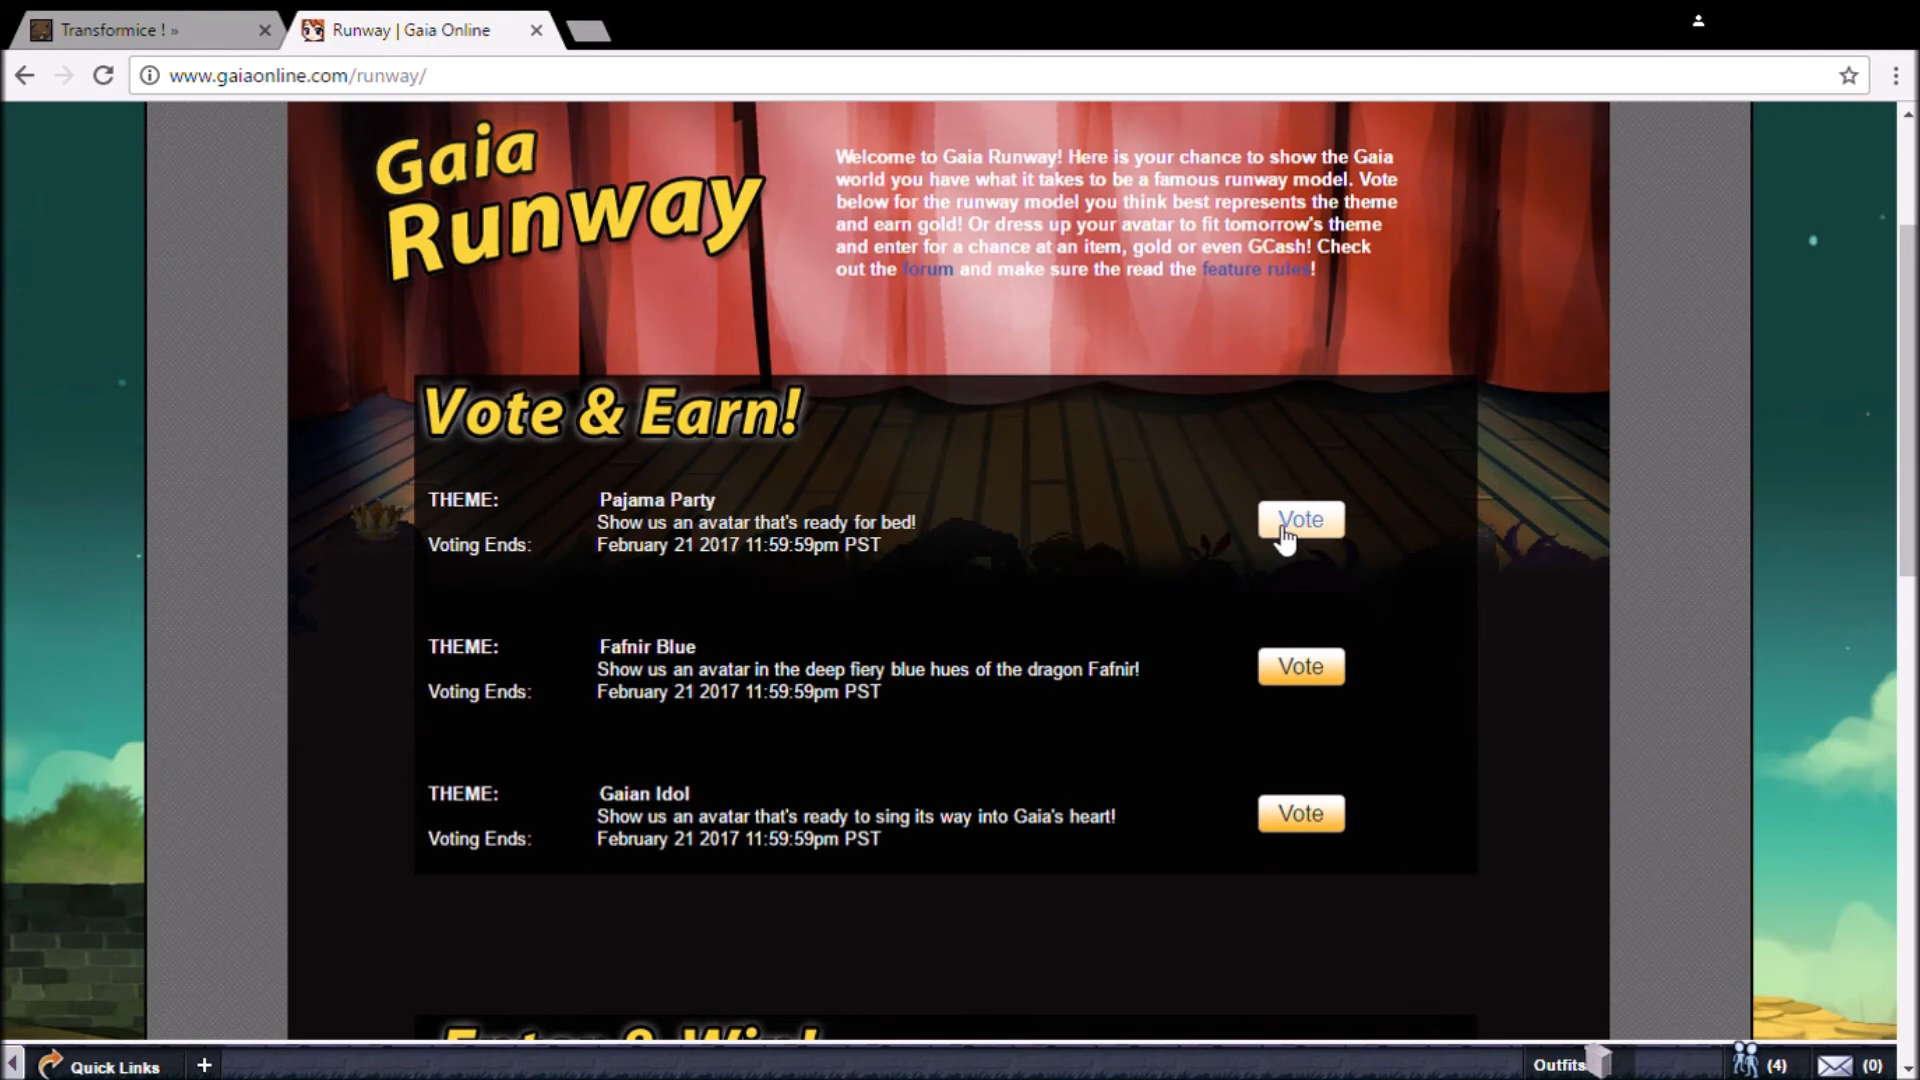 Transformice ! »
Runway | Gaia Online
www.gaiaonline.com/runway/
Gaia
Runway
Welcome to Gaia Runway! Here is your chance to show the Gaia
world you have what it takes to be a famous runway model. Vote
below for the runway model you think best represents the theme
and earn gold! Or dress up your avatar to fit tomorrow's theme
and enter for a chance at an item, gold or even GCash! Check
out the forum and make sure the read the feature rules!
Vote & Earn!
THEME: Pajama Party
Show us an avatar that's ready for bed!
Voting Ends: February 21 2017 11:59:59pm PST
Vote
THEME: Fafnir Blue
Show us an avatar in the deep fiery blue hues of the dragon Fafnir!
Voting Ends: February 21 2017 11:59:59pm PST
Vote
THEME: Gaian Idol
Show us an avatar that's ready to sing its way into Gaia's heart!
Voting Ends: February 21 2017 11:59:59pm PST
Vote
Enter & Win!
Quick Links
+
Outfits
(4)
(0)